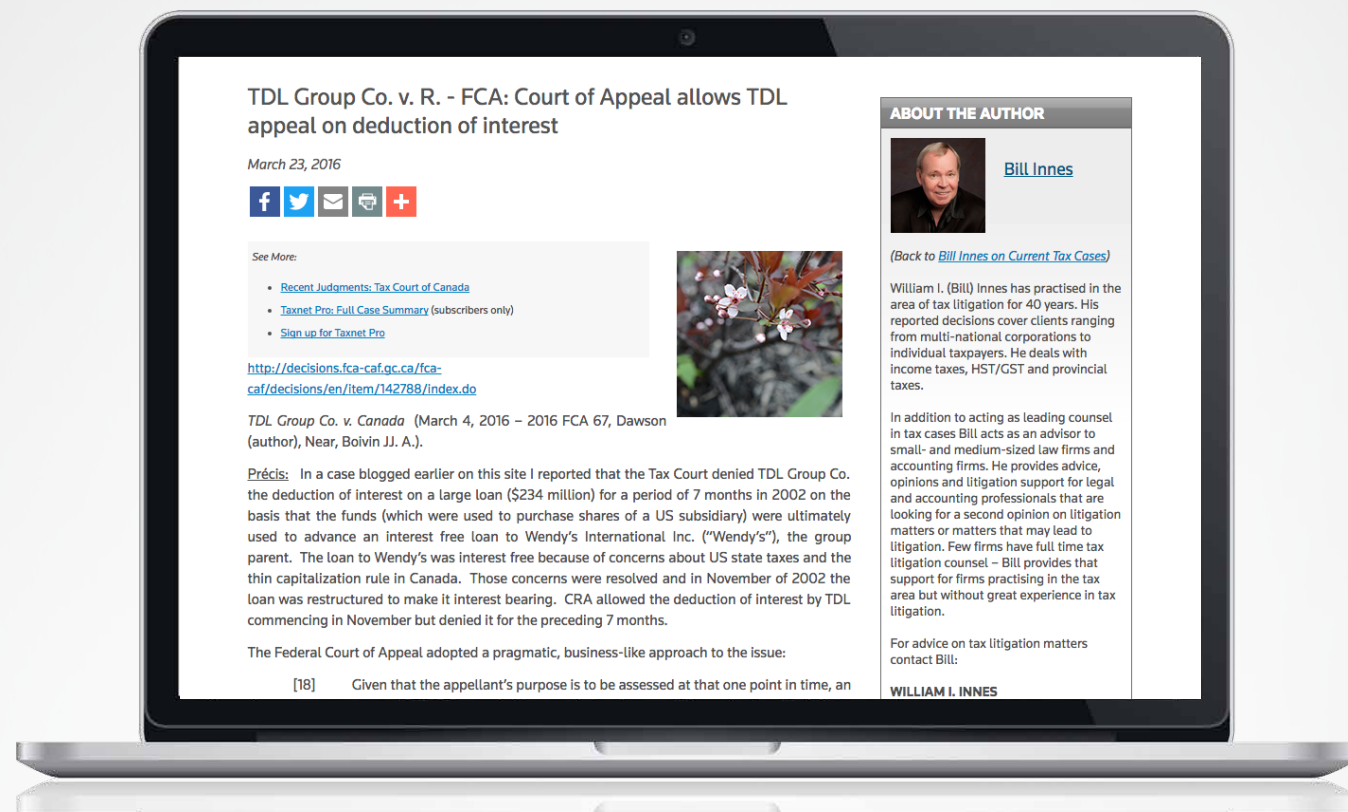 TDL Group Co. v. R. - FCA: Court of Appeal allows TDL
appeal on deduction of interest
March 23, 2016
See More:
Recent Judgments: Tax Court of Canada
Taxnet Pro: Full Case Summary (subscribers only)
Sign up for Taxnet Pro
http://decisions.fca-caf.gc.ca/fca-
caf/decisions/en/item/142788/index.do
TDL Group Co. v. Canada (March 4, 2016 – 2016 FCA 67, Dawson
(author), Near, Boivin JJ. A.).
Précis: In a case blogged earlier on this site I reported that the Tax Court denied TDL Group Co.
the deduction of interest on a large loan ($234 million) for a period of 7 months in 2002 on the
basis that the funds (which were used to purchase shares of a US subsidiary) were ultimately
used to advance an interest free loan to Wendy's International Inc. ("Wendy's"), the group
parent. The loan to Wendy's was interest free because of concerns about US state taxes and the
thin capitalization rule in Canada. Those concerns were resolved and in November of 2002 the
loan was restructured to make it interest bearing. CRA allowed the deduction of interest by TDL
commencing in November but denied it for the preceding 7 months.
The Federal Court of Appeal adopted a pragmatic, business-like approach to the issue:
[18] Given that the appellant's purpose is to be assessed at that one point in time, an
ABOUT THE AUTHOR
Bill Innes
(Back to Bill Innes on Current Tax Cases)
William I. (Bill) Innes has practised in the
area of tax litigation for 40 years. His
reported decisions cover clients ranging
from multi-national corporations to
individual taxpayers. He deals with
income taxes, HST/GST and provincial
taxes.
In addition to acting as leading counsel
in tax cases Bill acts as an advisor to
small- and medium-sized law firms and
accounting firms. He provides advice,
opinions and litigation support for legal
and accounting professionals that are
looking for a second opinion on litigation
matters or matters that may lead to
litigation. Few firms have full time tax
litigation counsel – Bill provides that
support for firms practising in the tax
area but without great experience in tax
litigation.
For advice on tax litigation matters
contact Bill:
WILLIAM I. INNES